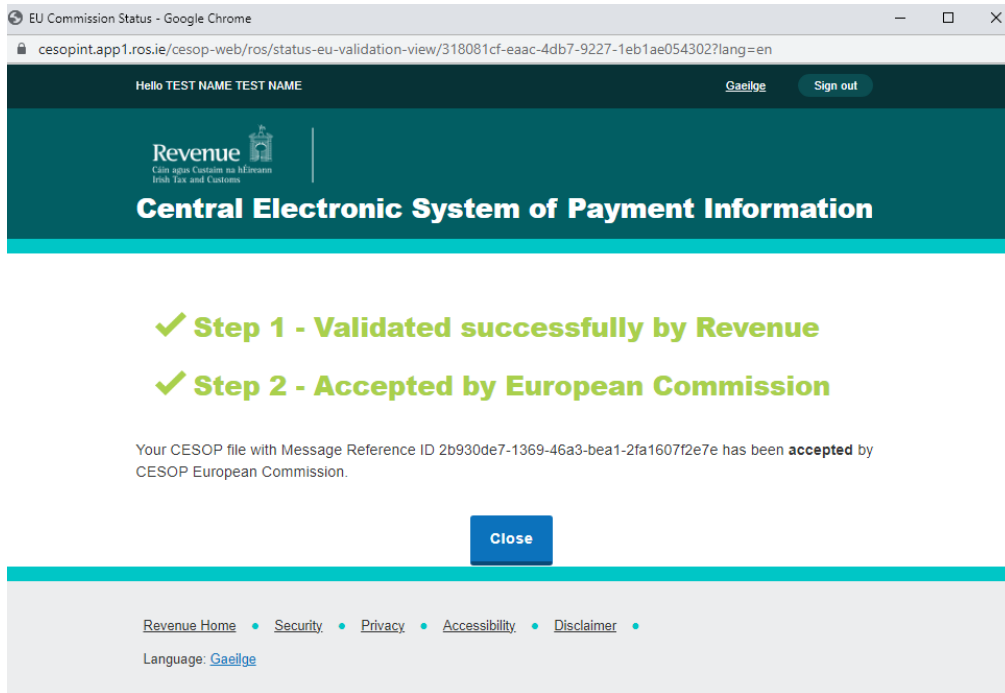 EU Commission Status - Google Chrome
cesopint.app1.ros.ie/cesop-web/ros/status-eu-validation-view/318081cf-eaac-4db7-9227-1eb1ae054302?lang=en
Hello TEST NAME TEST NAME
Gaeilge
Sign out
Revenue
Cáin agus Custaim na hÉireann
Irish Tax and Customs
Central Electronic System of Payment Information
Step 1 - Validated successfully by Revenue
Step 2 - Accepted by European Commission
Your CESOP file with Message Reference ID 2b930de7-1369-46a3-bea1-2fa1607f2e7e has been accepted by
CESOP European Commission.
Close
Revenue Home • Security • Privacy • Accessibility • Disclaimer •
Language: Gaeilge